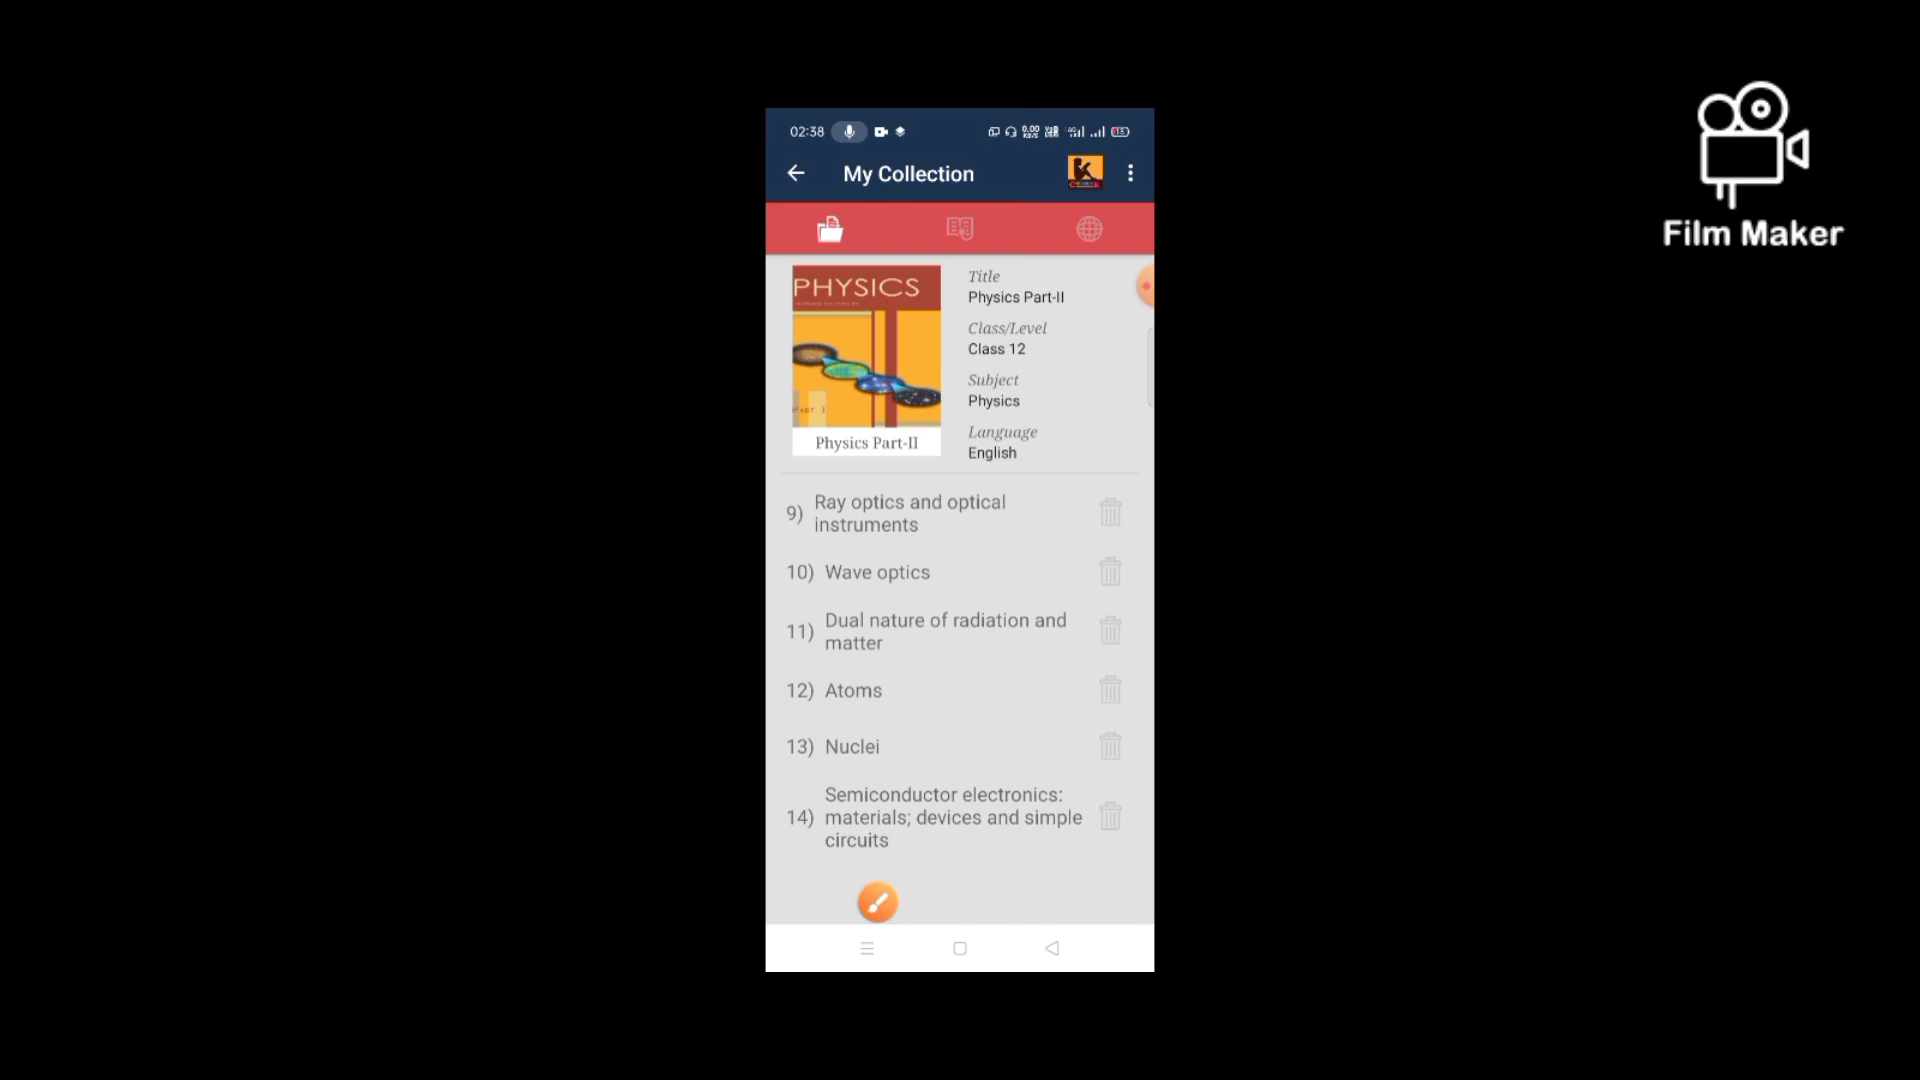 02:38
My Collection
Film Maker
PHYSICS
Title
Physics Part-II
Class/Level
Class 12
Subject
Physics
PART I
Language
Physics Part-II
English
9) Ray optics and optical
instruments
10) Wave optics
11) Dual nature of radiation and
matter
12) Atoms
13) Nuclei
14) Semiconductor electronics:
materials; devices and simple
circuits